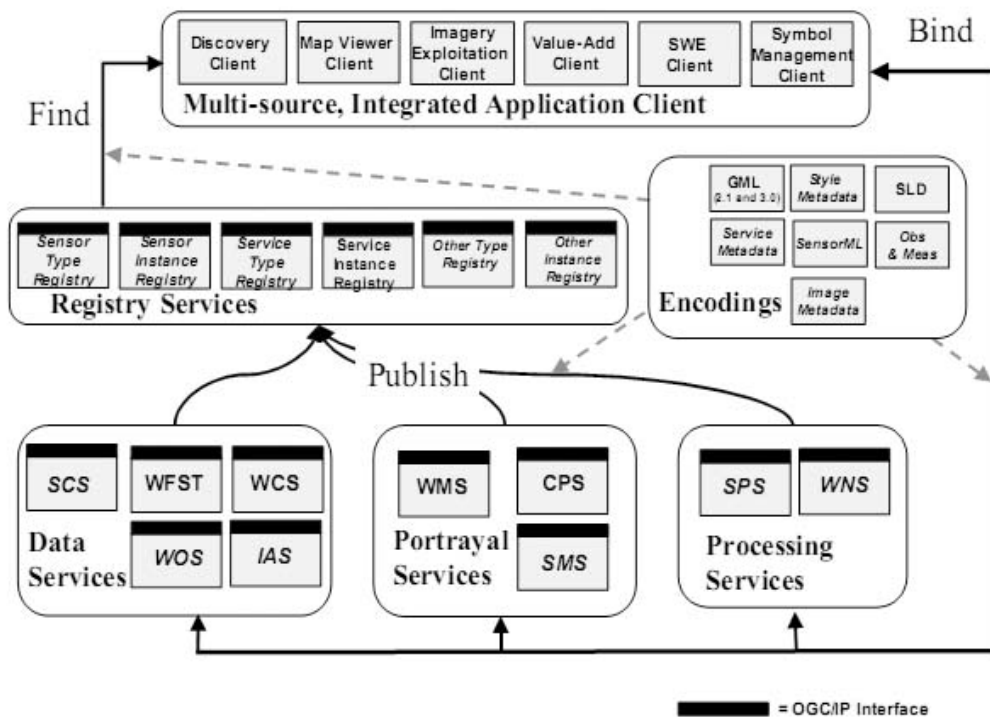 Discovery
Client
Map Viewer
Client
Imagery
Exploitation
Client
Value-Add
Client
SWE
Client
Symbol
Management
Client
Multi-source, Integrated Application Client
Bind
Find
GML
(2.1 and 3.0)
Style
Metadata
SLD
Service
Metadata
SensorML
Obs
& Meas
Encodings
Image
Metadata
Sensor
Type
Registry
Sensor
Instance
Registry
Service
Type
Registry
Service
Instance
Registry
Other Type
Registry
Other
Instance
Registry
Registry Services
Publish
SCS
WFST
WCS
WOS
IAS
Data
Services
WMS
CPS
SMS
Portrayal
Services
SPS
WNS
Processing
Services
= OGC/IP Interface